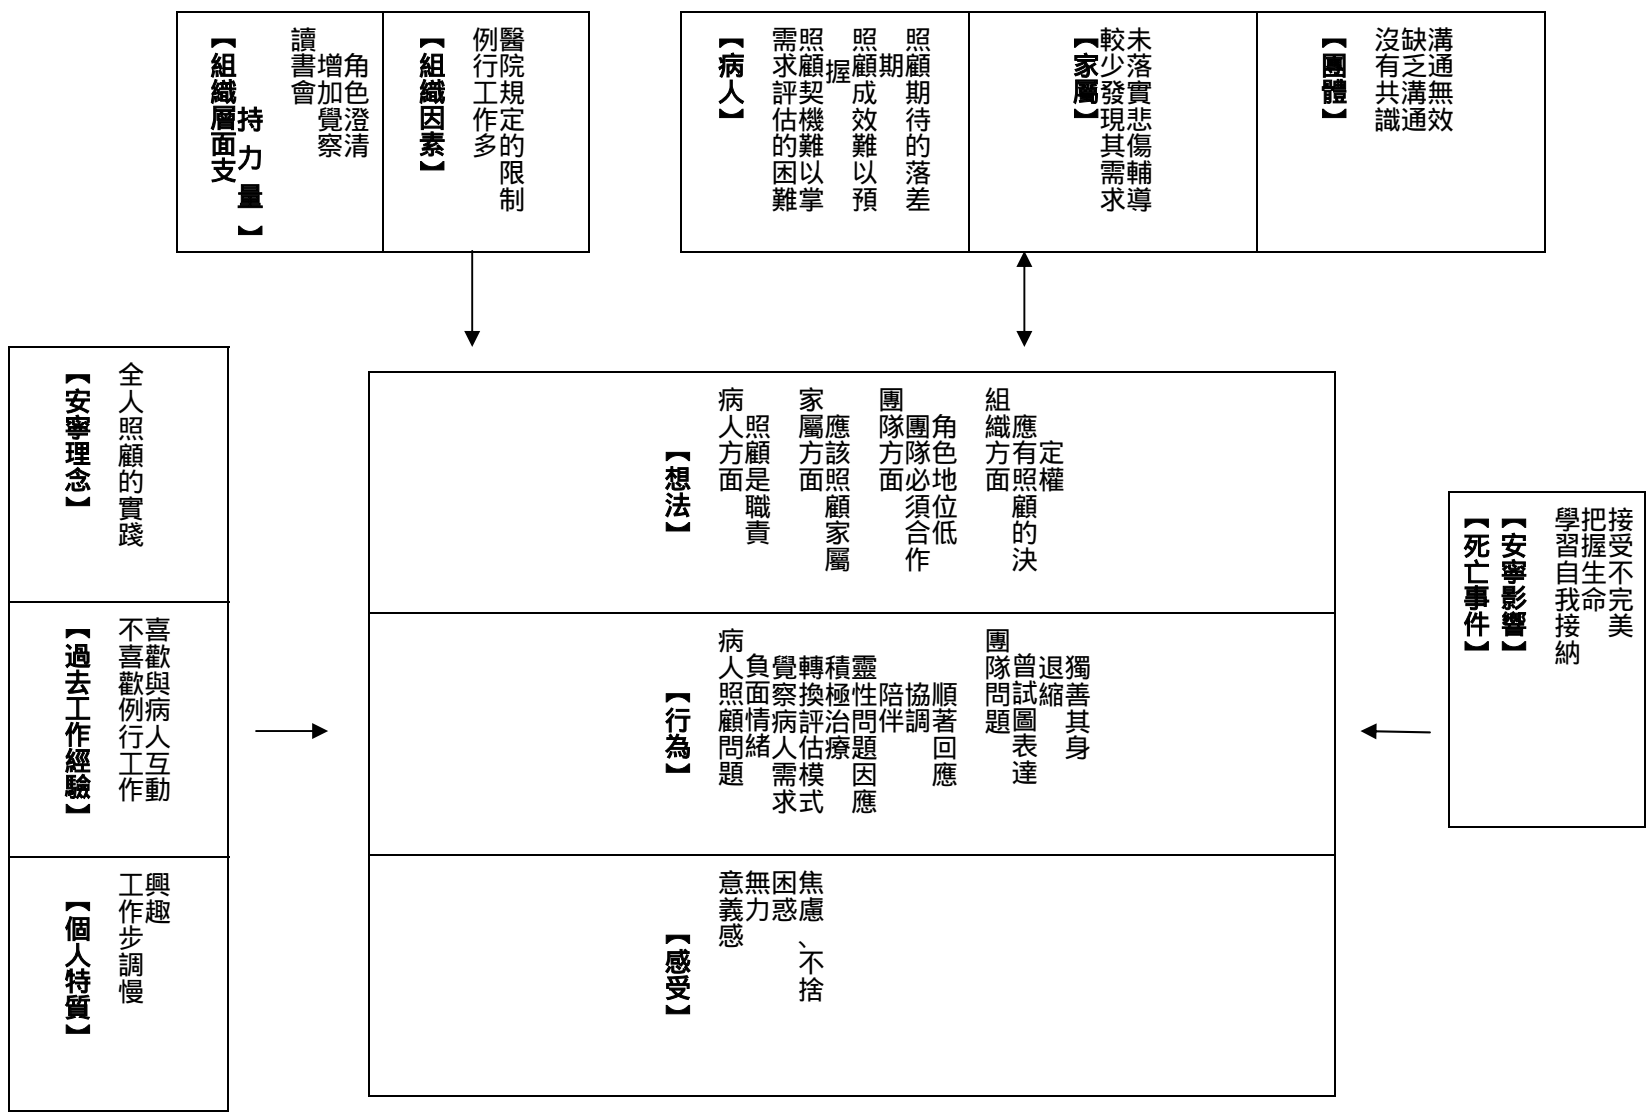 【組織層面支
持力量】
讀書會
增加覺察
角色澄清
【組織因素】
例行工作多
醫院規定的限制
【病人】
需求評估的困難
照顧契機難以掌
握
照顧成效難以預
期
照顧期待的落差
【家屬】
較少發現其需求
未落實悲傷輔導
【團體】
沒有共識
缺乏溝通
溝通無效
【安寧理念】
全人照顧的實踐
【過去工作經驗】
不喜歡例行工作
喜歡與病人互動
【個人特質】
工作步調慢
興趣
【想法】
病人方面
照顧是職責
家屬方面
應該照顧家屬
團隊方面
團隊必須合作
角色地位低
組織方面
應有照顧的決
定權
【行為】
病人照顧問題
負面情緒
覺察病人需求
轉換評估模式
積極治療
靈性問題因應
陪伴
協調
順著回應
團隊問題
曾試圖表達
退縮
獨善其身
【感受】
意義感
無力
困惑
焦慮、不捨
【死亡事件】
【安寧影響】
學習自我接納
把握生命
接受不完美